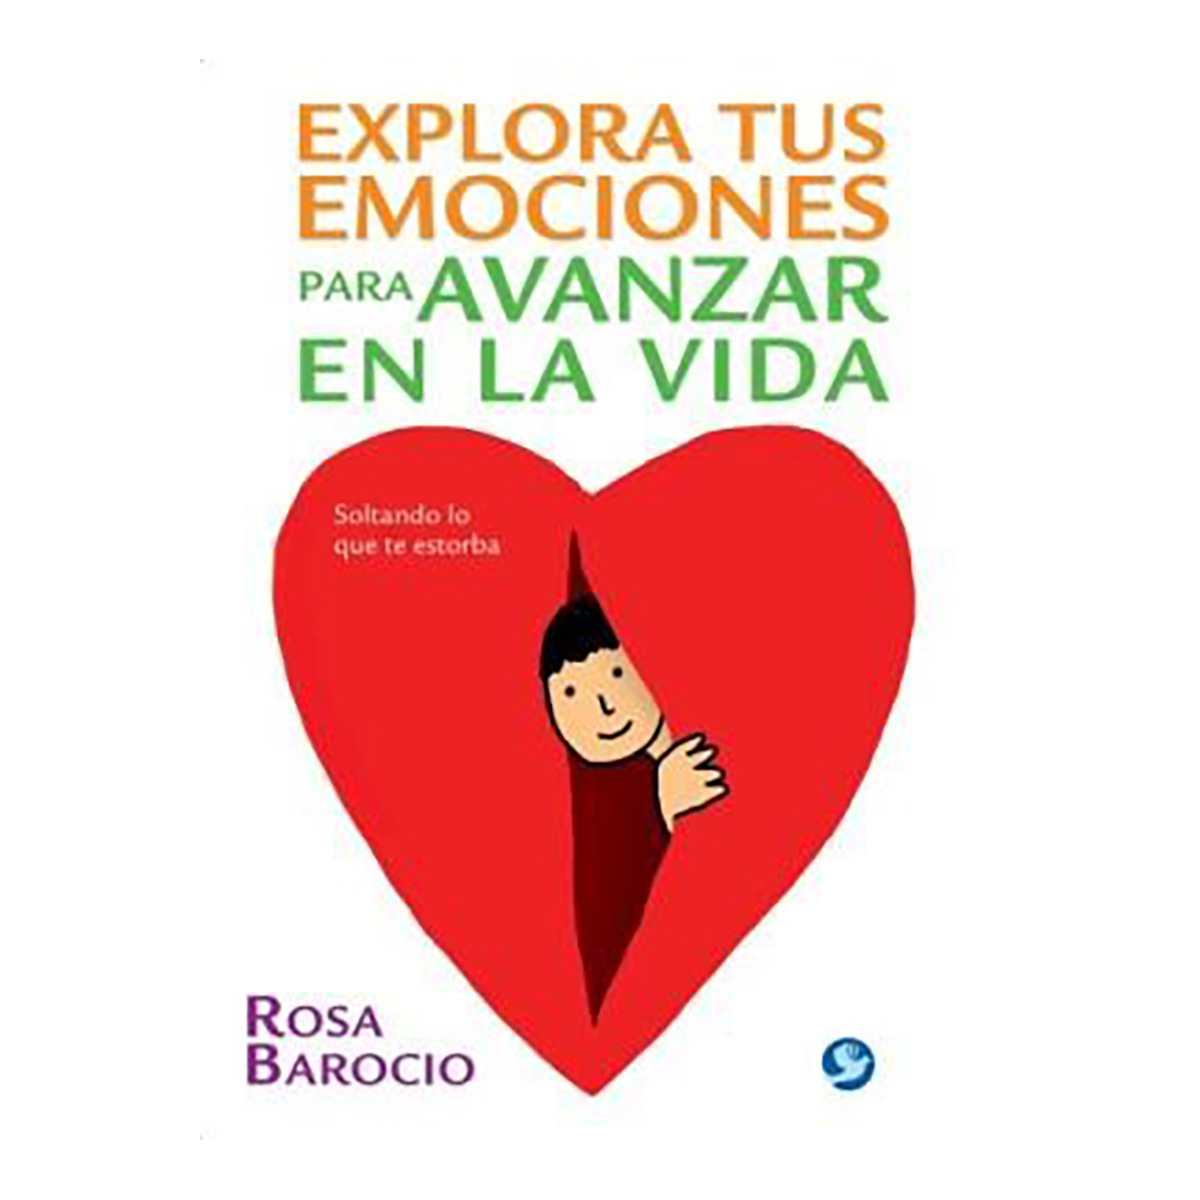 EXPLORA TUS
EMOCIONES
PARA AVANZAR
EN LA VIDA
Soltando lo
que te estorba
ROSA
BAROCIO